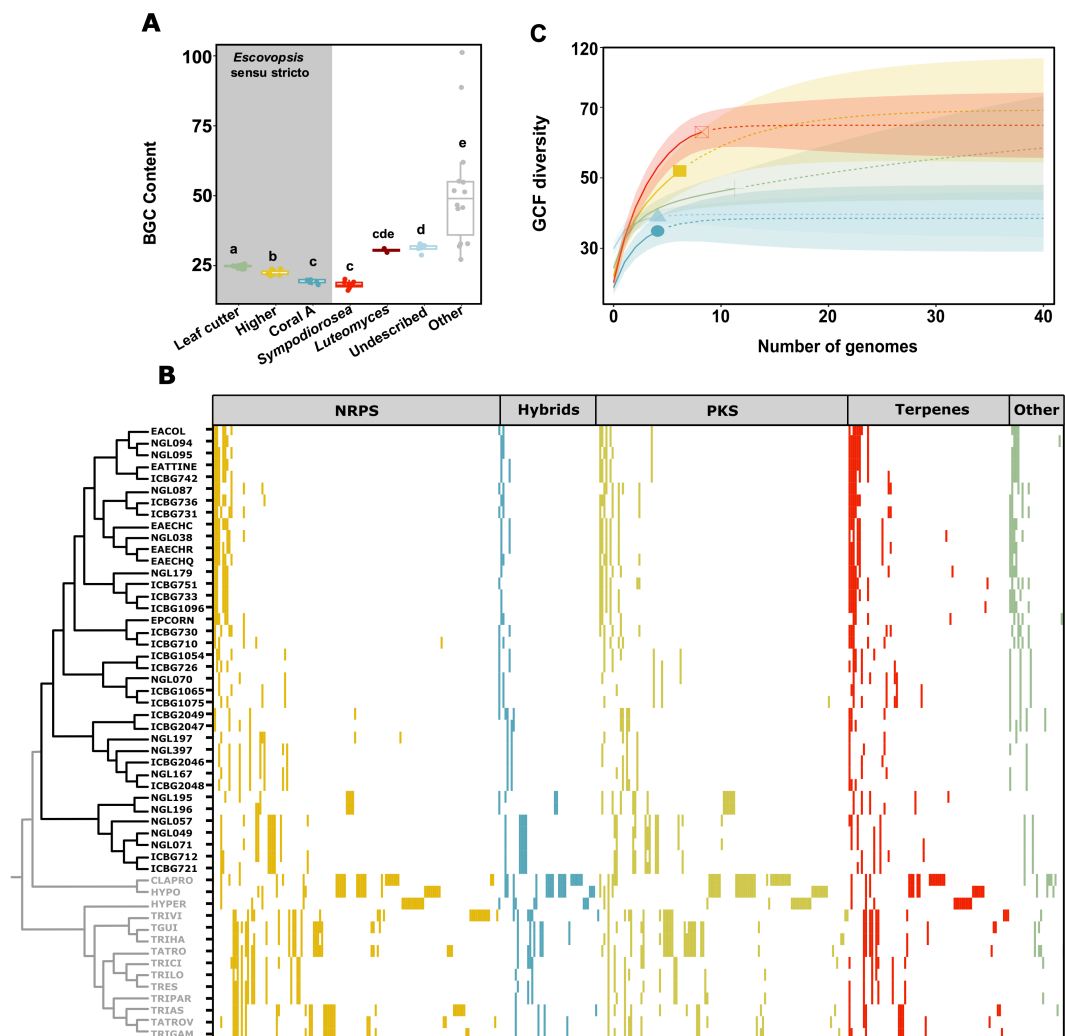 A
Escovopsis
sensu stricto
100
75
50
25
BGC Content
a
b
c
c
cde
d
e
Leaf cutter
Higher
Coral A
Sympodiorosea
Luteomyces
Undescribed
Other
C
120
70
50
30
GCF diversity
0
10
20
30
40
Number of genomes
B
NRPS
Hybrids
PKS
Terpenes
Other
EACOL
NGL094
NGL095
EATTINE
ICBG742
NGL087
ICBG736
ICBG731
EAECHC
NGL038
EAECHR
EAECHQ
NGL179
ICBG751
ICBG733
ICBG1096
EPCORN
ICBG730
ICBG710
ICBG1054
ICBG726
NGL070
ICBG1065
ICBG1075
ICBG2049
ICBG2047
NGL197
NGL397
ICBG2046
NGL167
ICBG2048
NGL195
NGL196
NGL057
NGL049
NGL071
ICBG712
ICBG721
CLAPRO
HYPO
HYPER
TRIVI
TGUI
TRIHA
TATRO
TRICI
TRILO
TRES
TRIPAR
TRIAS
TATROV
TRIGAM